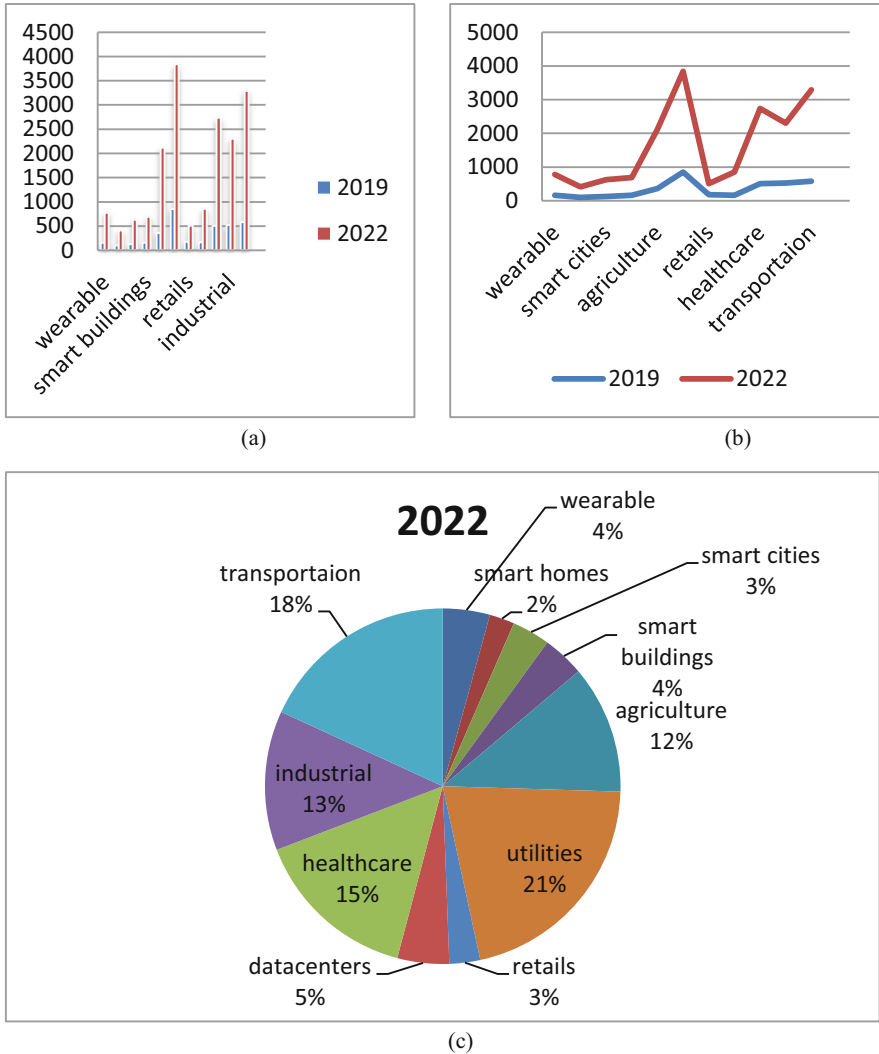 4500
4000
3500
3000
2500
2000
1500
1000
500
0
wearable
smart buildings
retails
industrial
2019
2022
(a)
5000
4000
3000
2000
1000
0
wearable
smart cities
agriculture
retails
healthcare
transportaion
2019
2022
(b)
2022
wearable
4%
smart homes
2%
smart cities
3%
smart
buildings
4%
agriculture
12%
utilities
21%
retails
3%
datacenters
5%
healthcare
15%
industrial
13%
transportaion
18%
(c)